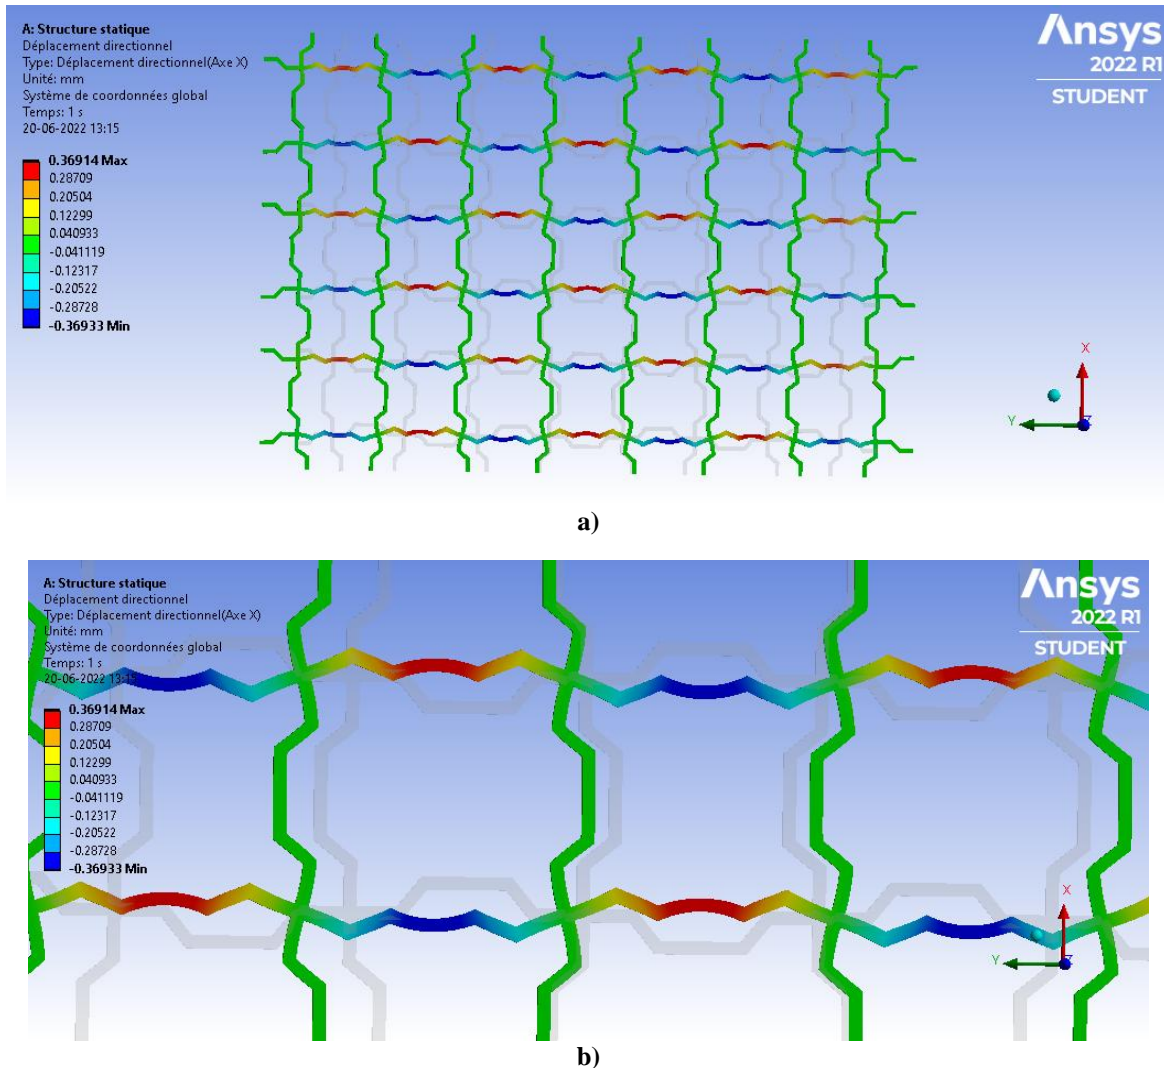 A: Structure statique
Déplacement directionnel
Type: Déplacement directionnel(Axe X)
Unité: mm
Système de coordonnées global
Temps: 1 s
20-06-2022 13:15
0.36914 Max
0.28709
0.20504
0.12299
0.040933
-0.041119
-0.12317
-0.20522
-0.28728
-0.36933 Min
Ansys
2022 R1
STUDENT
X
Y
Z
a)
A: Structure statique
Déplacement directionnel
Type: Déplacement directionnel(Axe X)
Unité: mm
Système de coordonnées global
Temps: 1 s
20-06-2022 13:15
0.36914 Max
0.28709
0.20504
0.12299
0.040933
-0.041119
-0.12317
-0.20522
-0.28728
-0.36933 Min
Ansys
2022 R1
STUDENT
X
Y
Z
b)